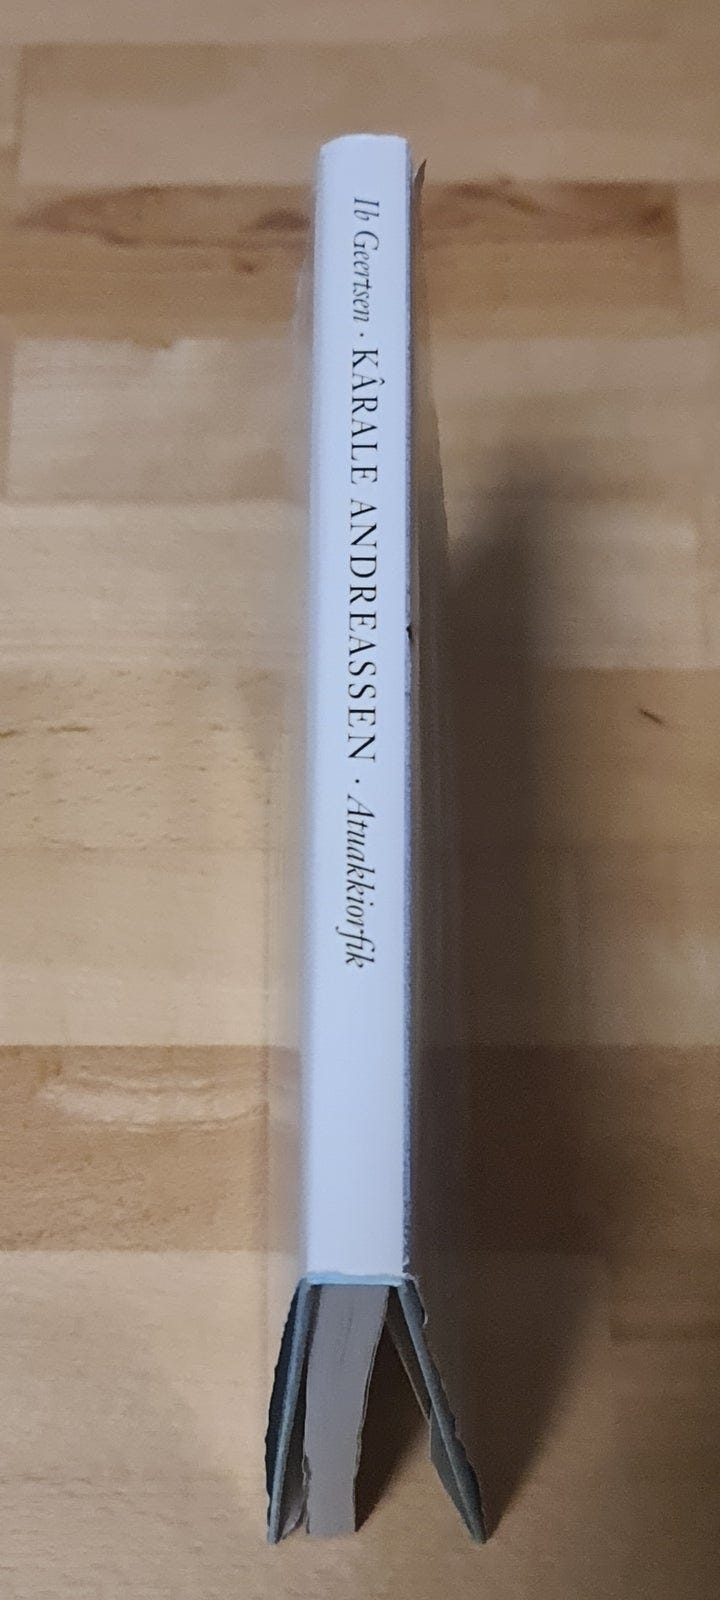 Ib Geertsen · KÂRALE ANDREASSEN · Atuakkiorfik